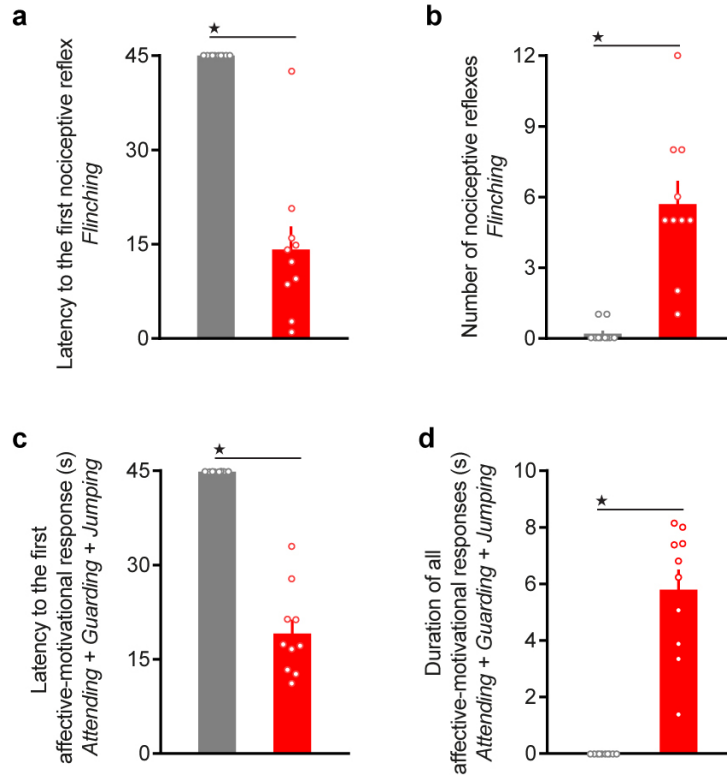 a
Latency to the first nociceptive reflex
Flinching
45
30
15
0
★
b
Number of nociceptive reflexes
Flinching
12
9
6
3
0
★
c
Latency to the first
affective-motivational response (s)
Attending + Guarding + Jumping
45
30
15
0
★
d
Duration of all
affective-motivational responses (s)
Attending + Guarding + Jumping
10
8
6
4
2
0
★